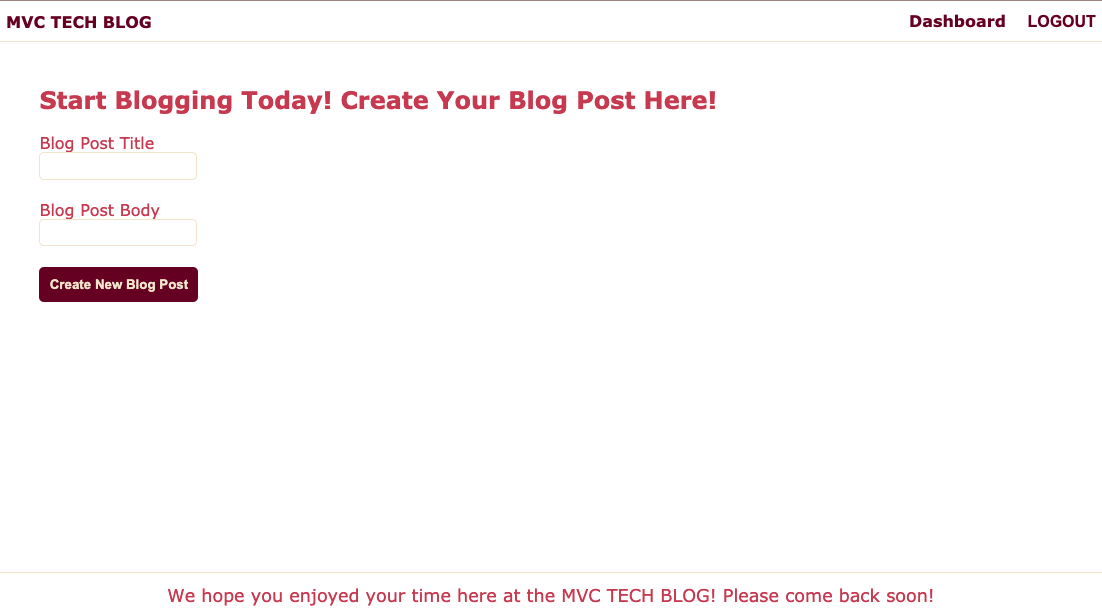 MVC TECH BLOG
Dashboard
LOGOUT
Start Blogging Today! Create Your Blog Post Here!
Blog Post Title
Blog Post Body
Create New Blog Post
We hope you enjoyed your time here at the MVC TECH BLOG! Please come back soon!